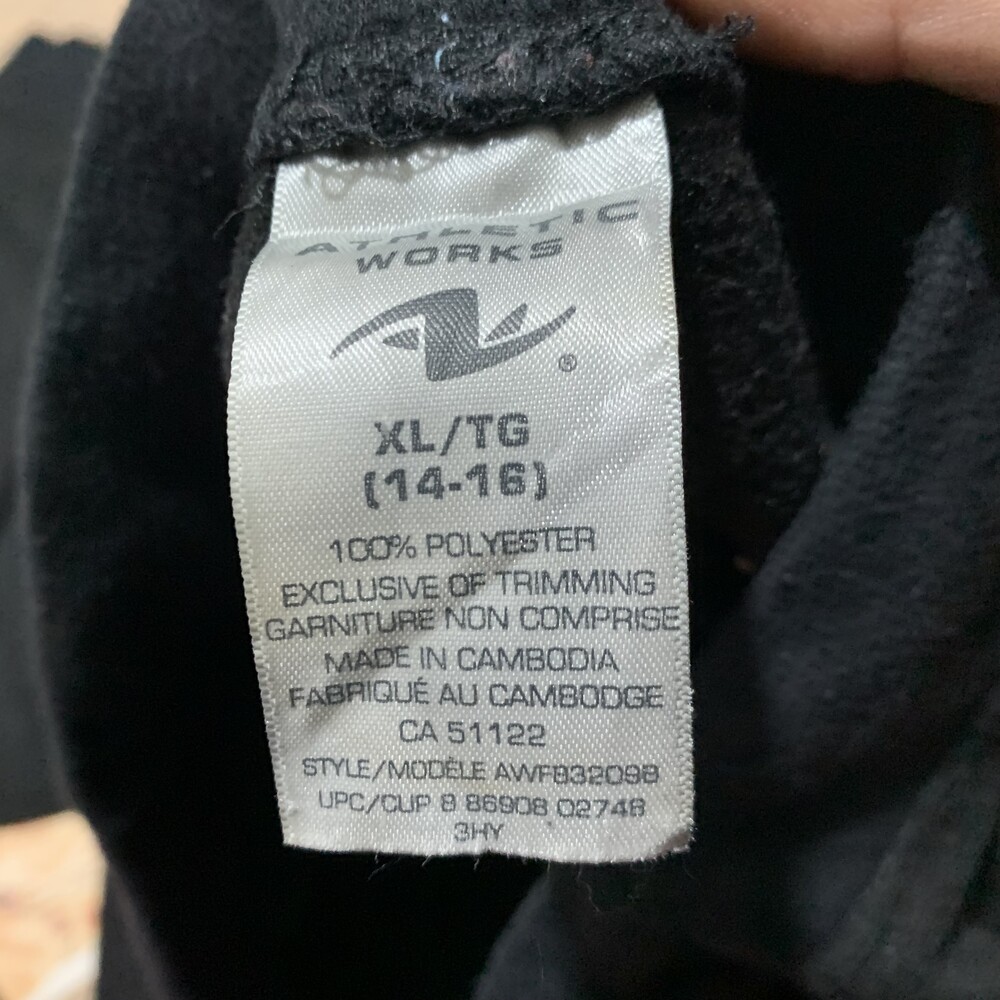 ATHLETIC
WORKS
®
XL/TG
(14-16)
100% POLYESTER
EXCLUSIVE OF TRIMMING
GARNITURE NON COMPRISE
MADE IN CAMBODIA
FABRIQUÉ AU CAMBODGE
CA 51122
STYLE/MODÈLE AWFB32098
UPC/CUP 8 86908 02748
3HY